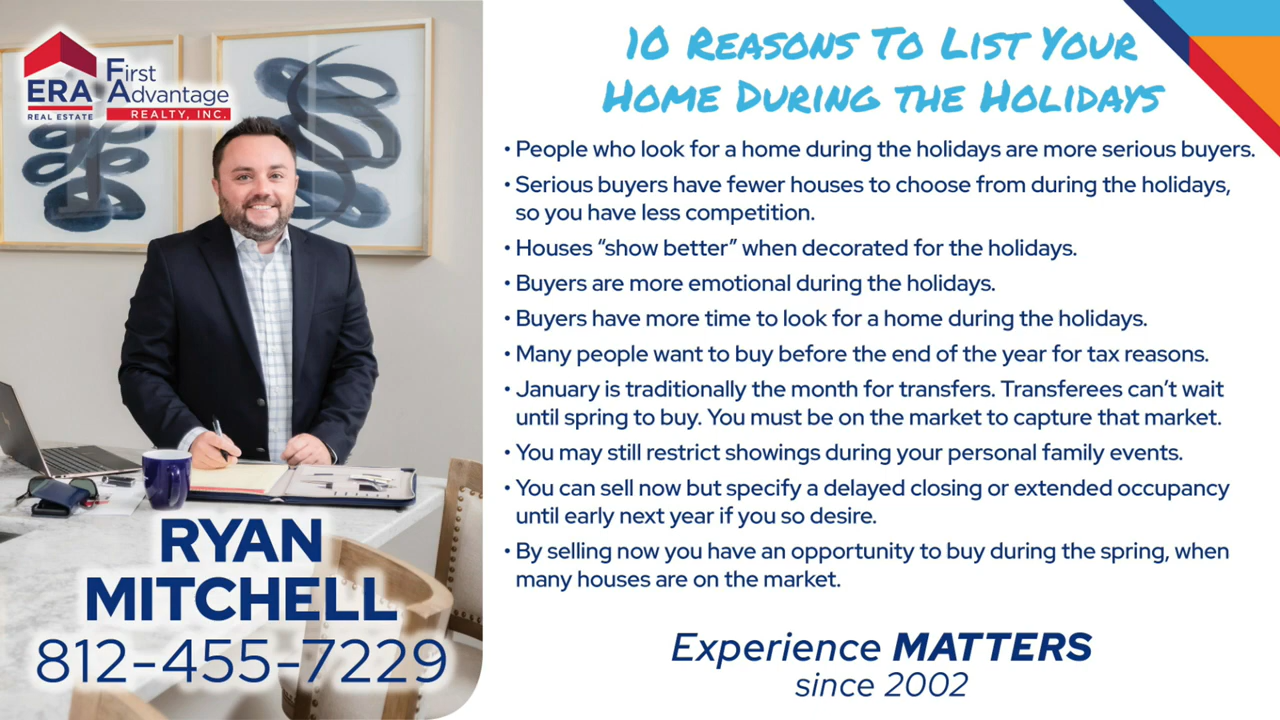 ERA
REAL ESTATE
First
Advantage
REALTY, INC.
RYAN
MITCHELL
812-455-7229
10 REASONS TO LIST YOUR
HOME DURING THE HOLIDAYS
• People who look for a home during the holidays are more serious buyers.
• Serious buyers have fewer houses to choose from during the holidays,
so you have less competition.
• Houses “show better” when decorated for the holidays.
• Buyers are more emotional during the holidays.
• Buyers have more time to look for a home during the holidays.
• Many people want to buy before the end of the year for tax reasons.
• January is traditionally the month for transfers. Transferees can’t wait
until spring to buy. You must be on the market to capture that market.
• You may still restrict showings during your personal family events.
• You can sell now but specify a delayed closing or extended occupancy
until early next year if you so desire.
• By selling now you have an opportunity to buy during the spring, when
many houses are on the market.
Experience MATTERS
since 2002